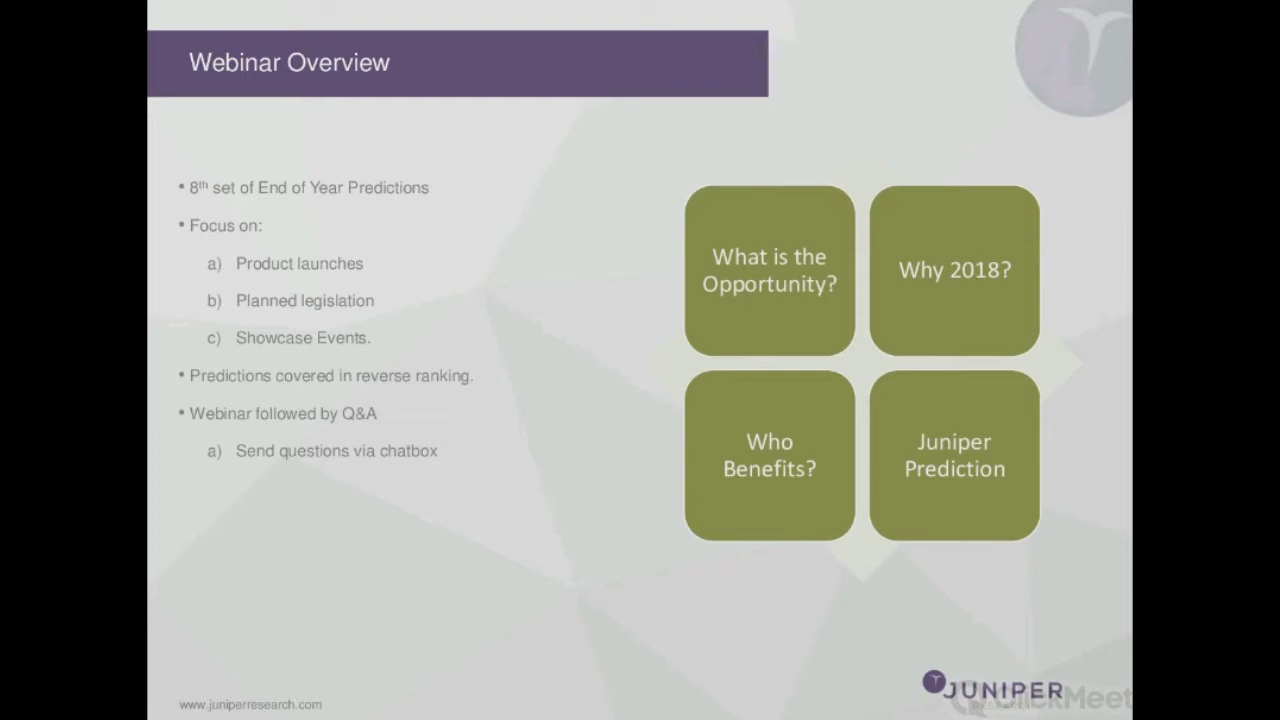 Webinar Overview
• 8th set of End of Year Predictions
• Focus on:
a) Product launches
b) Planned legislation
c) Showcase Events.
• Predictions covered in reverse ranking.
• Webinar followed by Q&A
a) Send questions via chatbox
What is the
Opportunity?
Why 2018?
Who
Benefits?
Juniper
Prediction
www.juniperresearch.com
JUNIPER